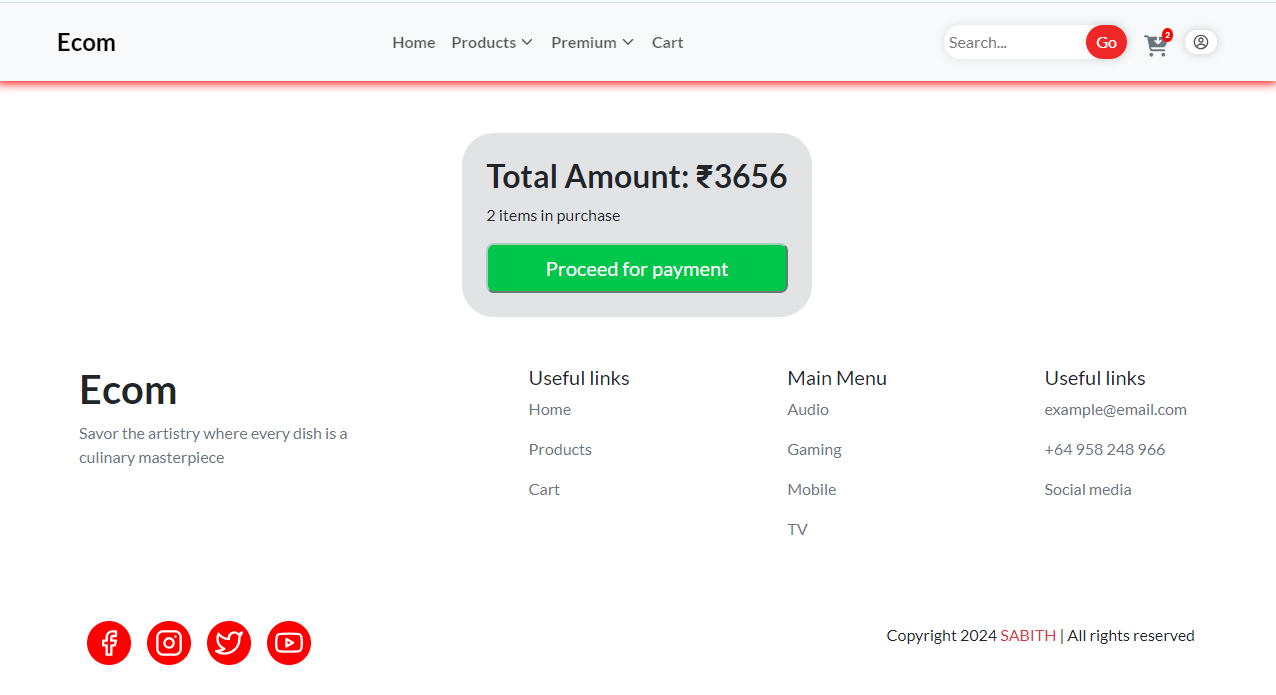 Ecom
Home Products Premium Cart
Search... Go 2
Total Amount: ₹3656
2 items in purchase
Proceed for payment
Ecom
Savor the artistry where every dish is a
culinary masterpiece
Useful links
Home
Products
Cart
Main Menu
Audio
Gaming
Mobile
TV
Useful links
example@email.com
+64 958 248 966
Social media
Copyright 2024 SABITH | All rights reserved